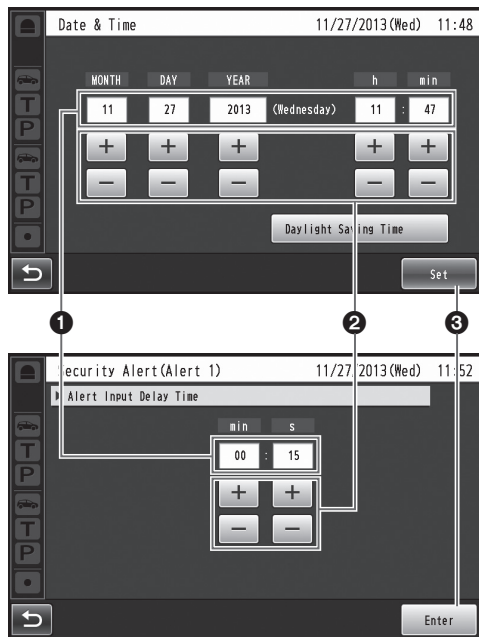 Date & Time 11/27/2013(Wed) 11:48
MONTH DAY YEAR h min
11 27 2013 (Wednesday) 11 : 47
+ + + + +
− − − − −
T
P
T
P
Daylight Saving Time
Set
1 2 3
Security Alert(Alert 1) 11/27/2013(Wed) 11:52
Alert Input Delay Time
min s
00 : 15
+ +
− −
T
P
T
P
Enter